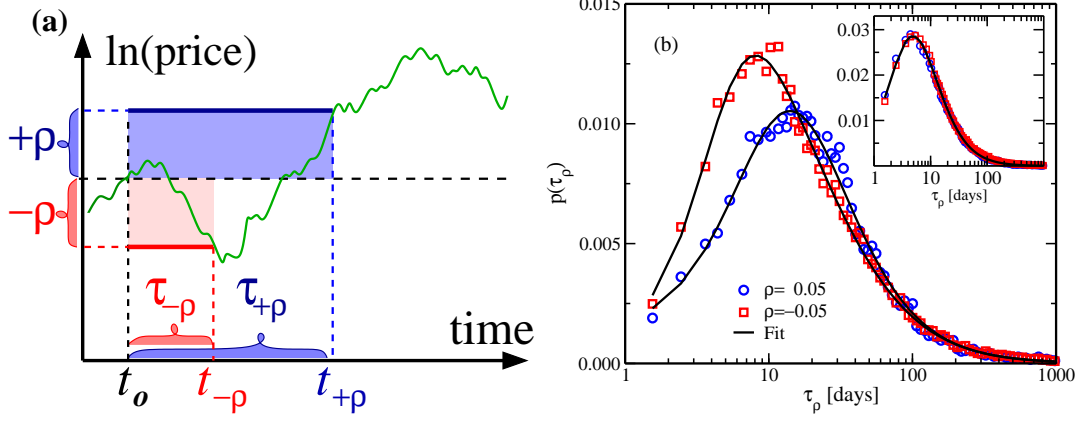 (a)
ln(price)
+ρ
−ρ
τ−ρ
τ+ρ
time
to
t−ρ
t+ρ
(b)
0.015
0.010
0.005
0.000
p(τρ)
1
10
100
1000
τρ [days]
ρ= 0.05
ρ=−0.05
Fit
0.03
0.02
0.01
1
10
100
τρ [days]